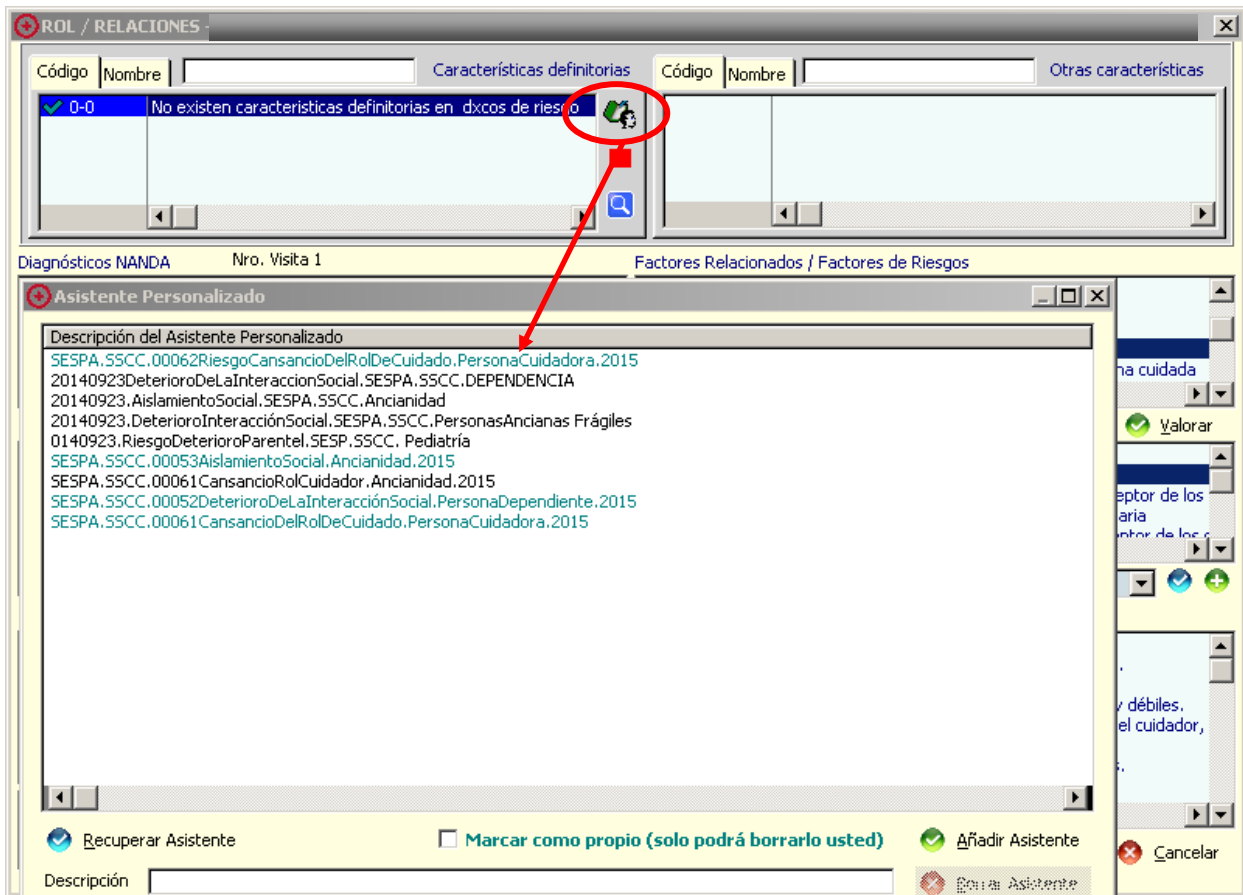 ROL / RELACIONES -
Código Nombre Características definitorias Código Nombre Otras características
0-0 No existen caracteristicas definitorias en dxcos de riesgo
Diagnósticos NANDA Nro. Visita 1 Factores Relacionados / Factores de Riesgos
Asistente Personalizado
Descripción del Asistente Personalizado
SESPA.SSCC.00062RiesgoCansancioDelRolDeCuidado.PersonaCuidadora.2015
na cuidada
20140923DeterioroDeLaInteraccionSocial.SESPA.SSCC.DEPENDENCIA
20140923.AislamientoSocial.SESPA.SSCC.Ancianidad
20140923.DeterioroInteracciónSocial.SESPA.SSCC.PersonasAncianas Frágiles
Valorar
0140923.RiesgoDeterioroParentel.SESP.SSCC. Pediatría
SESPA.SSCC.00053AislamientoSocial.Ancianidad.2015
SESPA.SSCC.00061CansancioRolCuidador.Ancianidad.2015
SESPA.SSCC.00052DeterioroDeLaInteracciónSocial.PersonaDependiente.2015
eptor de los
SESPA.SSCC.00061CansancioDelRolDeCuidado.PersonaCuidadora.2015
aria
y débiles.
el cuidador,
Recuperar Asistente Marcar como propio (solo podrá borrarlo usted) Añadir Asistente
Cancelar
Descripción Borrar Asistente